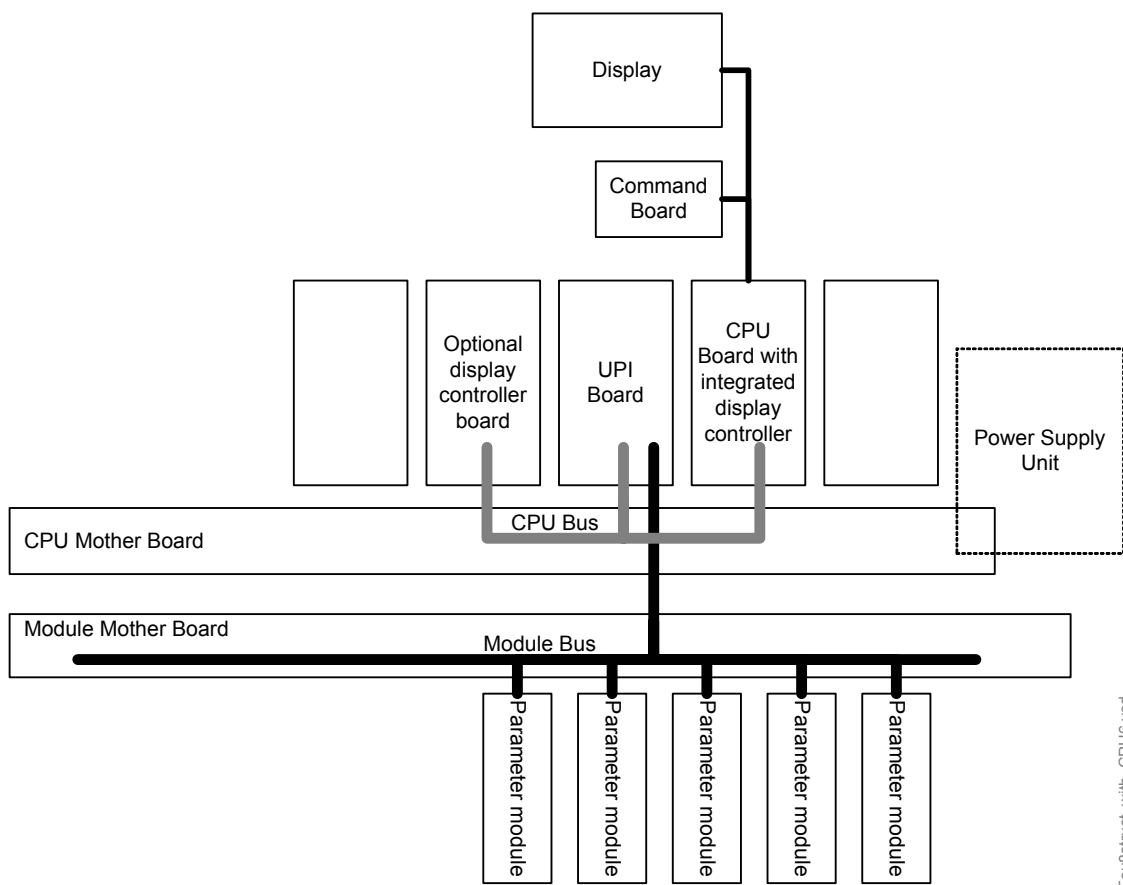 Display
Command
Board
Optional
display
controller
board
UPI
Board
CPU
Board with
integrated
display
controller
Power Supply
Unit
CPU Bus
CPU Mother Board
Module Mother Board
Module Bus
Parameter module
Parameter module
Parameter module
Parameter module
Parameter module